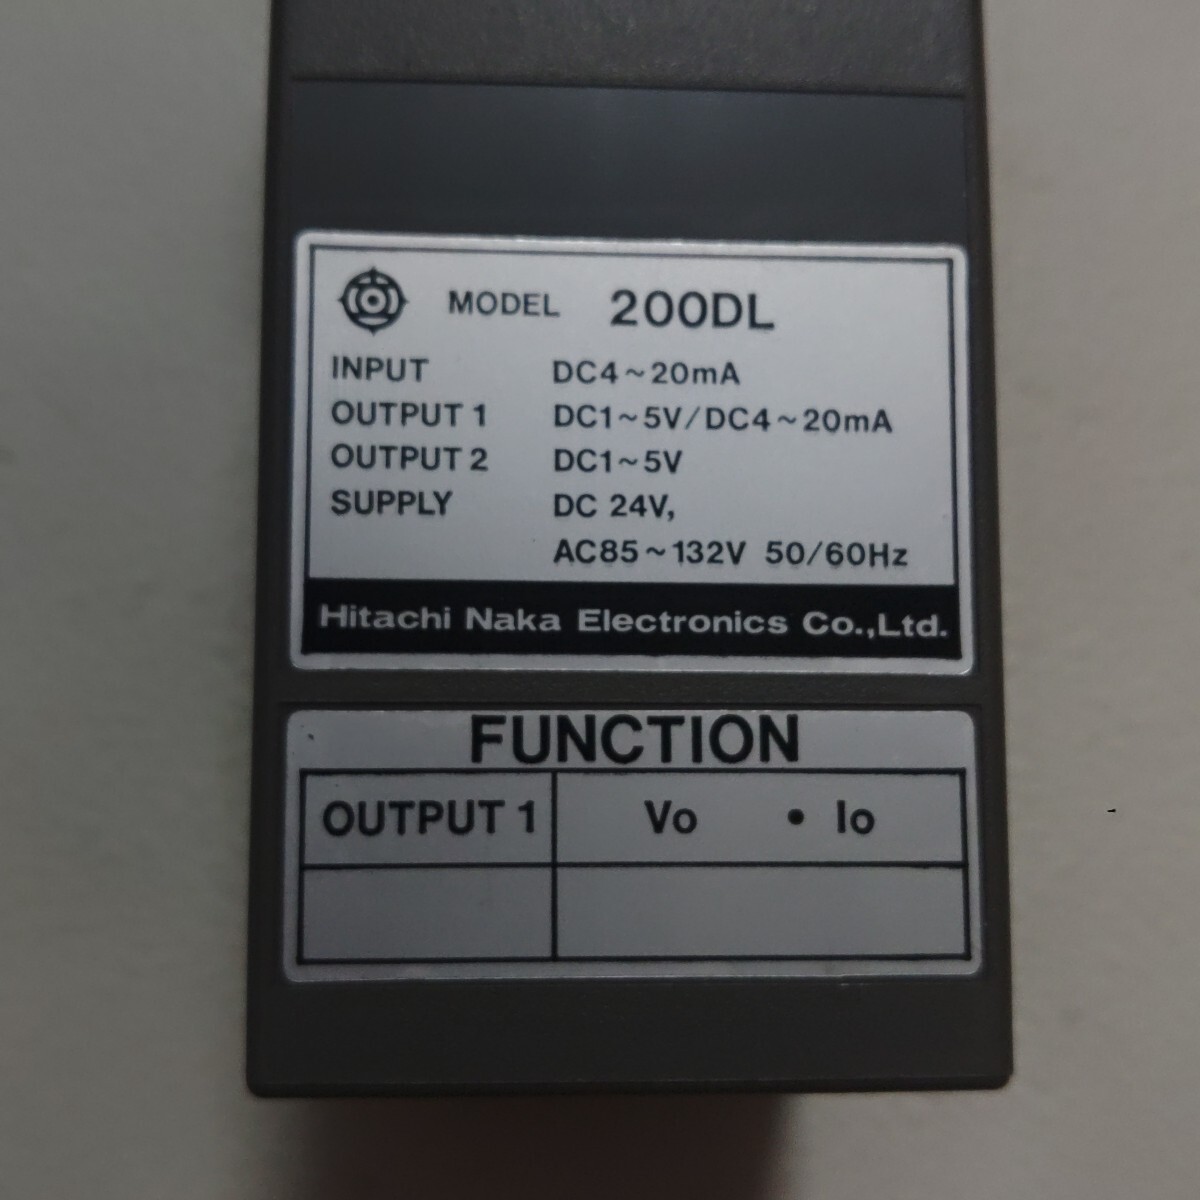 MODEL 200DL
INPUT DC4~20mA
OUTPUT 1 DC1~5V/DC4~20mA
OUTPUT 2 DC1~5V
SUPPLY DC 24V,
AC85~132V 50/60Hz
Hitachi Naka Electronics Co.,Ltd.
FUNCTION
OUTPUT 1 Vo • Io